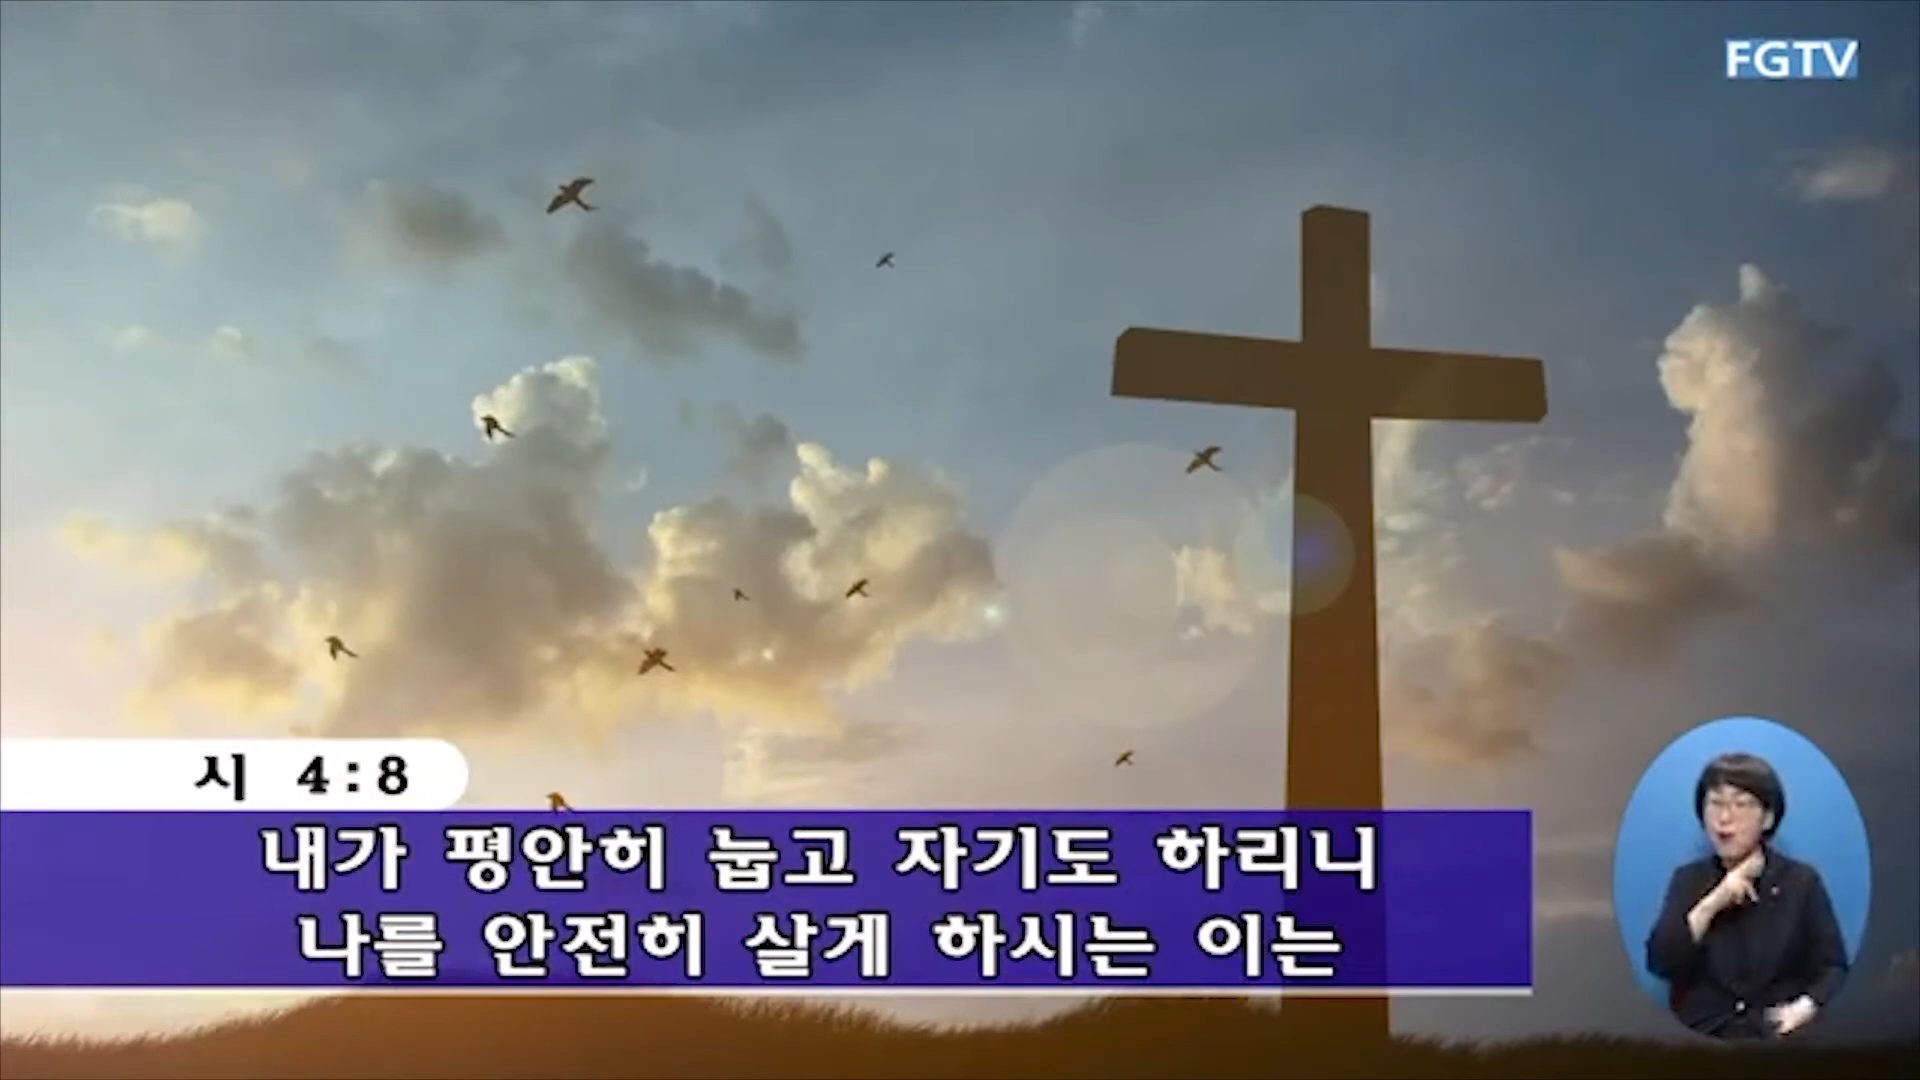 FGTV
시 4:8
내가 평안히 눕고 자기도 하리니
나를 안전히 살게 하시는 이는